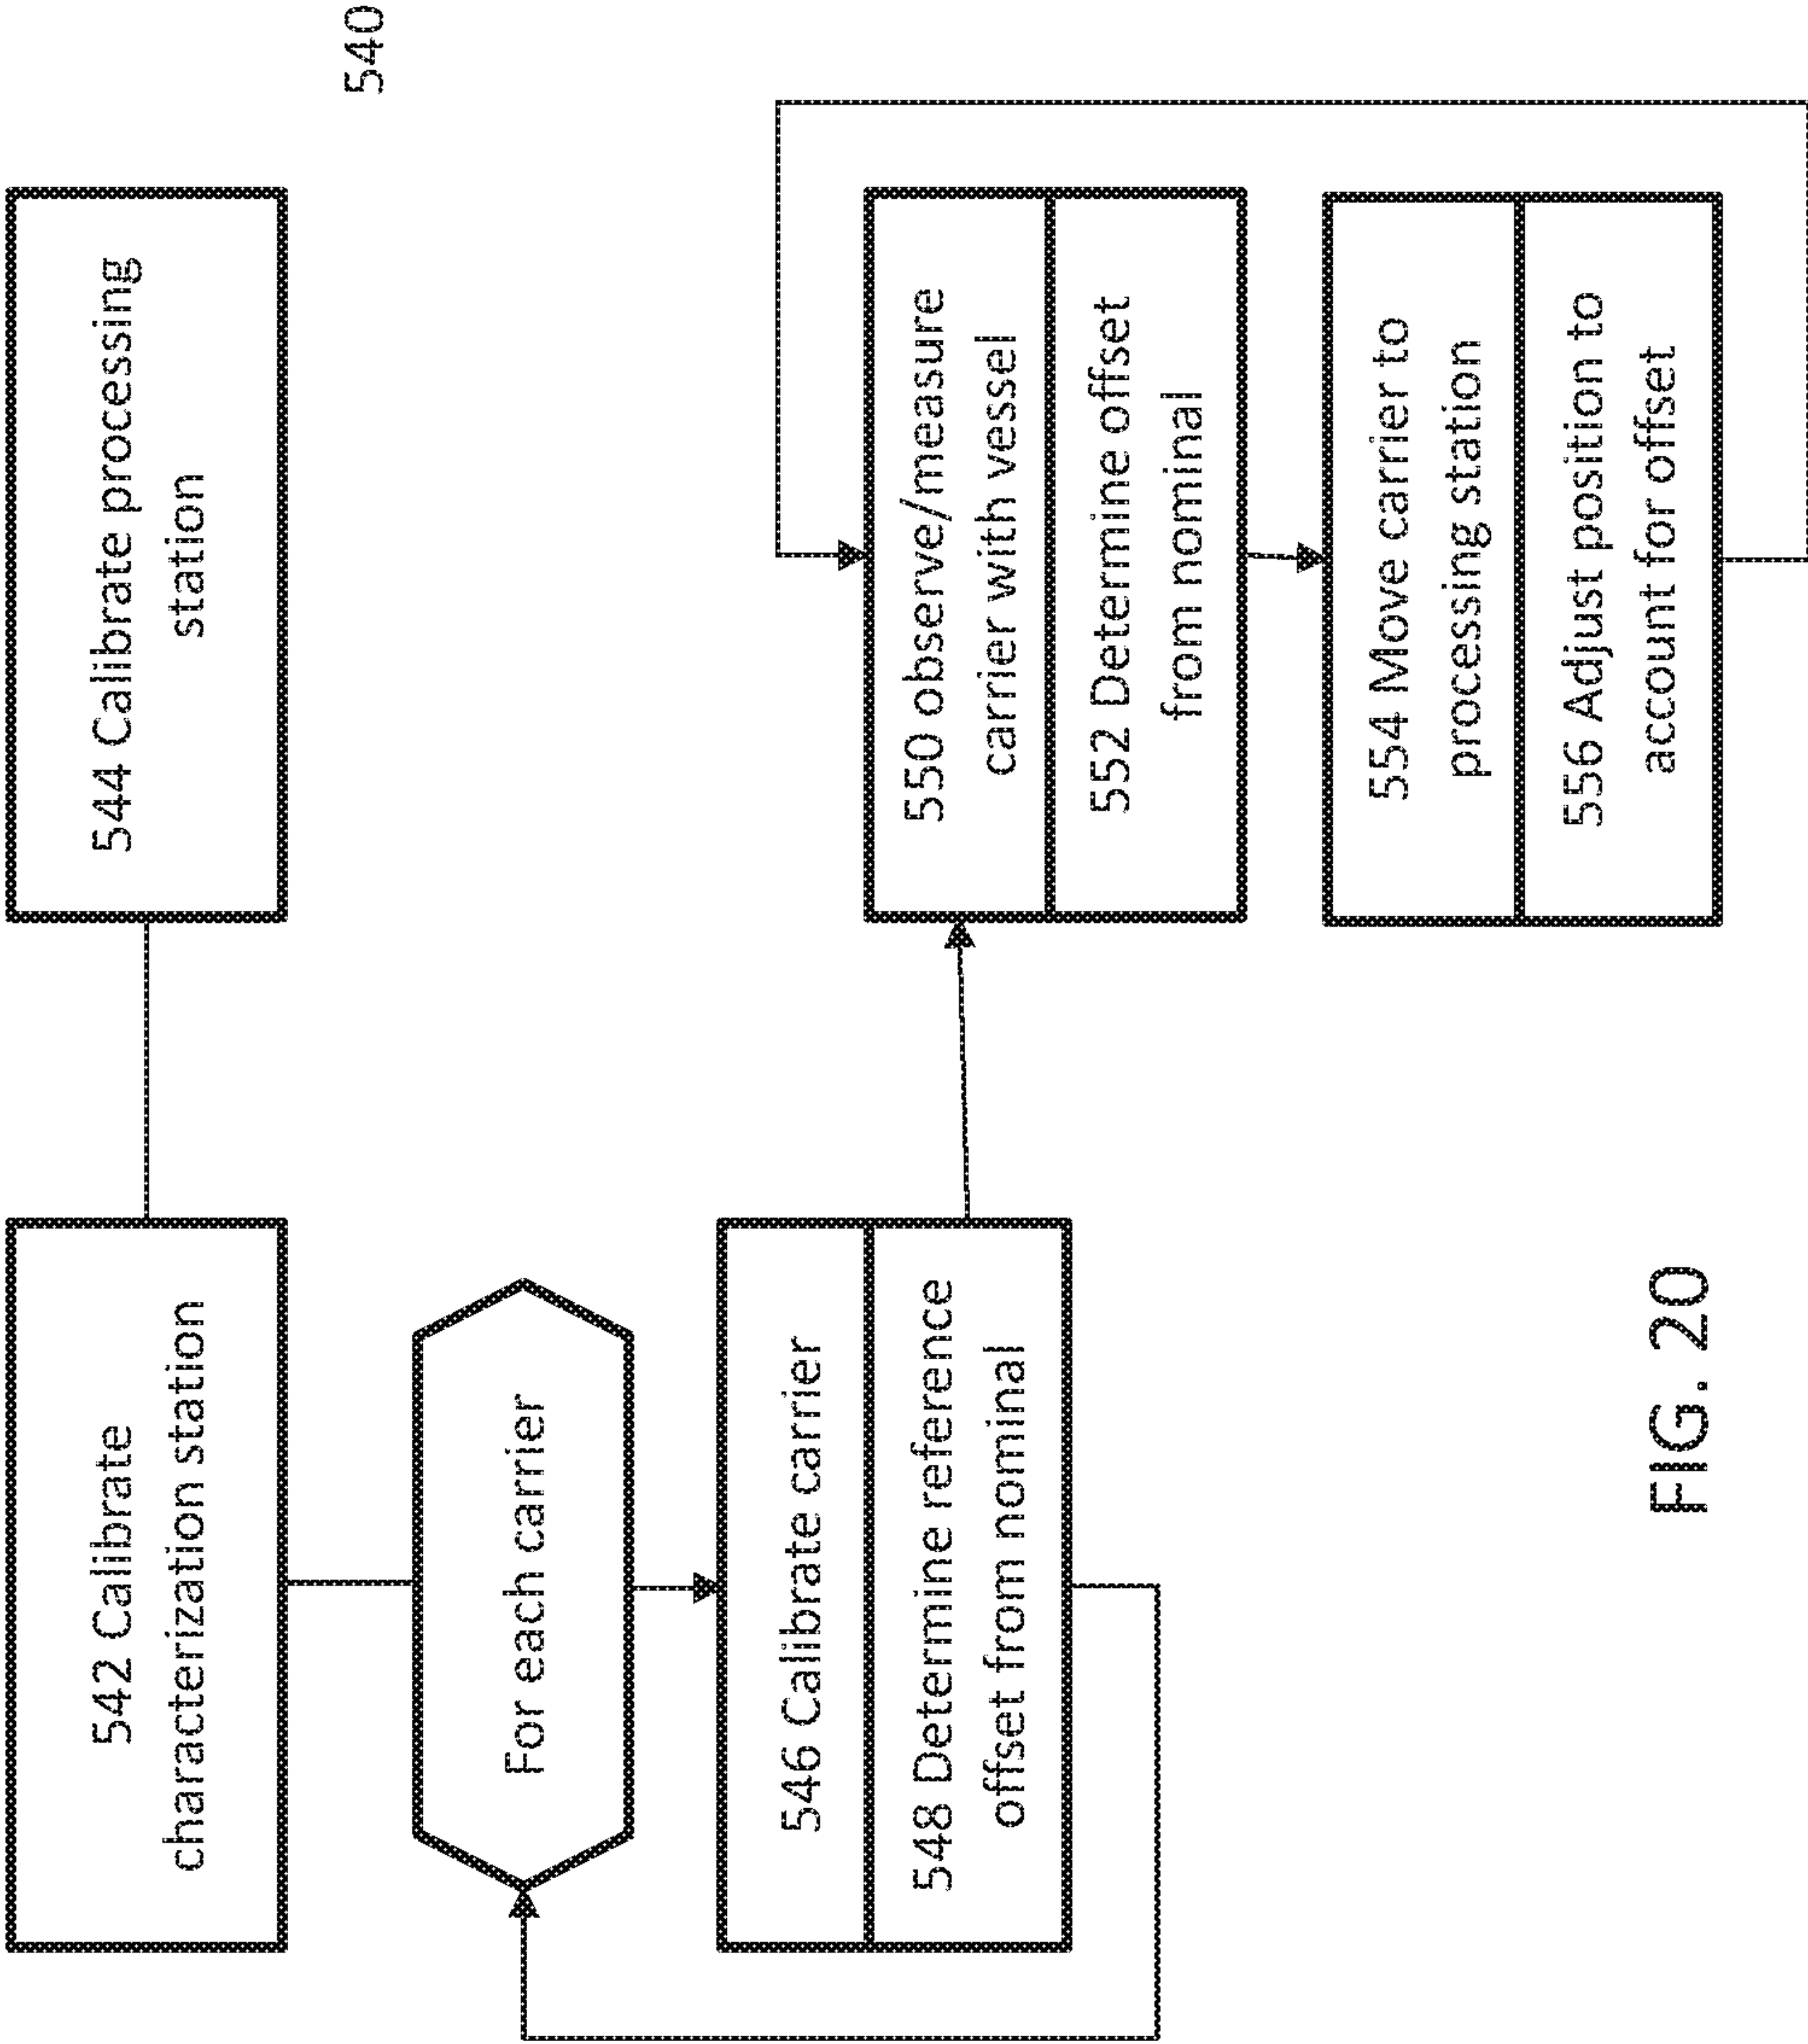 540
542 Calibrate
characterization station
544 Calibrate processing
station
For each carrier
546 Calibrate carrier
548 Determine reference
offset from nominal
550 observe/measure
carrier with vessel
552 Determine offset
from nominal
554 Move carrier to
processing station
556 Adjust position to
account for offset
FIG. 20